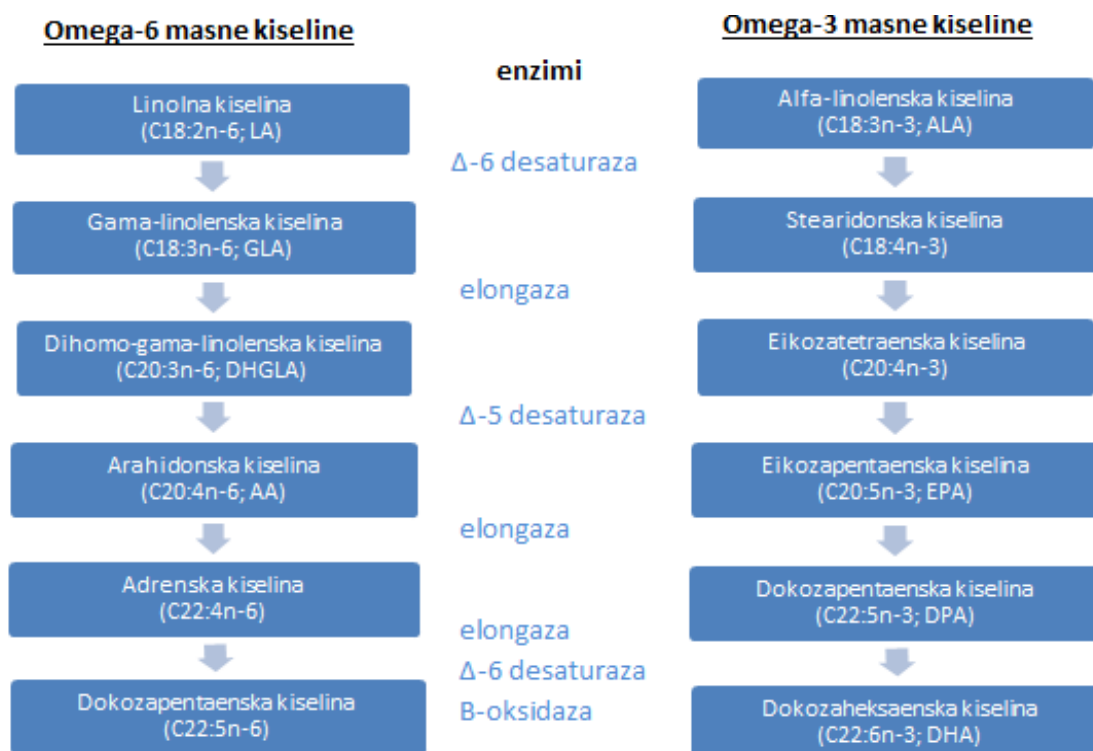 Omega-6 masne kiseline
Linolna kiselina
(C18:2n-6; LA)
Gama-linolenska kiselina
(C18:3n-6; GLA)
Dihomo-gama-linolenska kiselina
(C20:3n-6; DHGLA)
Arahidonska kiselina
(C20:4n-6; AA)
Adrenska kiselina
(C22:4n-6)
Dokozapentaenska kiselina
(C22:5n-6)
enzimi
Δ-6 desaturaza
elongaza
Δ-5 desaturaza
elongaza
elongaza
Δ-6 desaturaza
B-oksidaza
Omega-3 masne kiseline
Alfa-linolenska kiselina
(C18:3n-3; ALA)
Stearidonska kiselina
(C18:4n-3)
Eikozatetraenska kiselina
(C20:4n-3)
Eikozapentaenska kiselina
(C20:5n-3; EPA)
Dokozapentaenska kiselina
(C22:5n-3; DPA)
Dokozaheksaenska kiselina
(C22:6n-3; DHA)